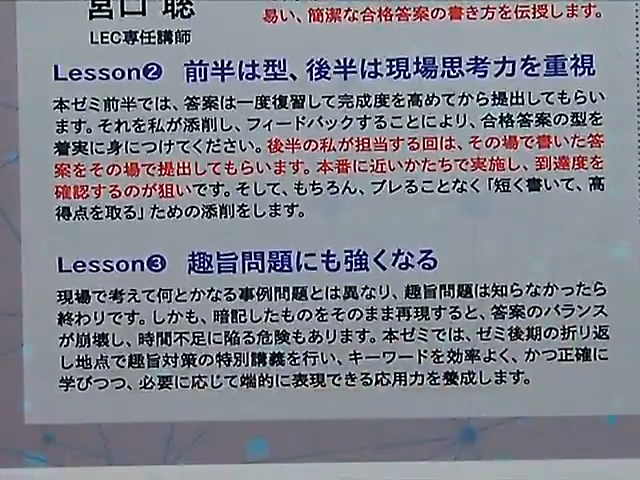 宮口 聡
易い、簡潔な合格答案の書き方を伝授します。
LEC専任講師
Lesson❷ 前半は型、後半は現場思考力を重視
本ゼミ前半では、答案は一度復習して完成度を高めてから提出してもらい
ます。それを私が添削し、フィードバックすることにより、合格答案の型を
着実に身につけてください。後半の私が担当する回は、その場で書いた答
案をその場で提出してもらいます。本番に近いかたちで実施し、到達度を
確認するのが狙いです。そして、もちろん、ブレることなく「短く書いて、高
得点を取る」ための添削をします。
Lesson❸ 趣旨問題にも強くなる
現場で考えて何とかなる事例問題とは異なり、趣旨問題は知らなかったら
終わりです。しかも、暗記したものをそのまま再現すると、答案のバランス
が崩壊し、時間不足に陥る危険もあります。本ゼミでは、ゼミ後期の折り返
し地点で趣旨対策の特別講義を行い、キーワードを効率よく、かつ正確に
学びつつ、必要に応じて端的に表現できる応用力を養成します。